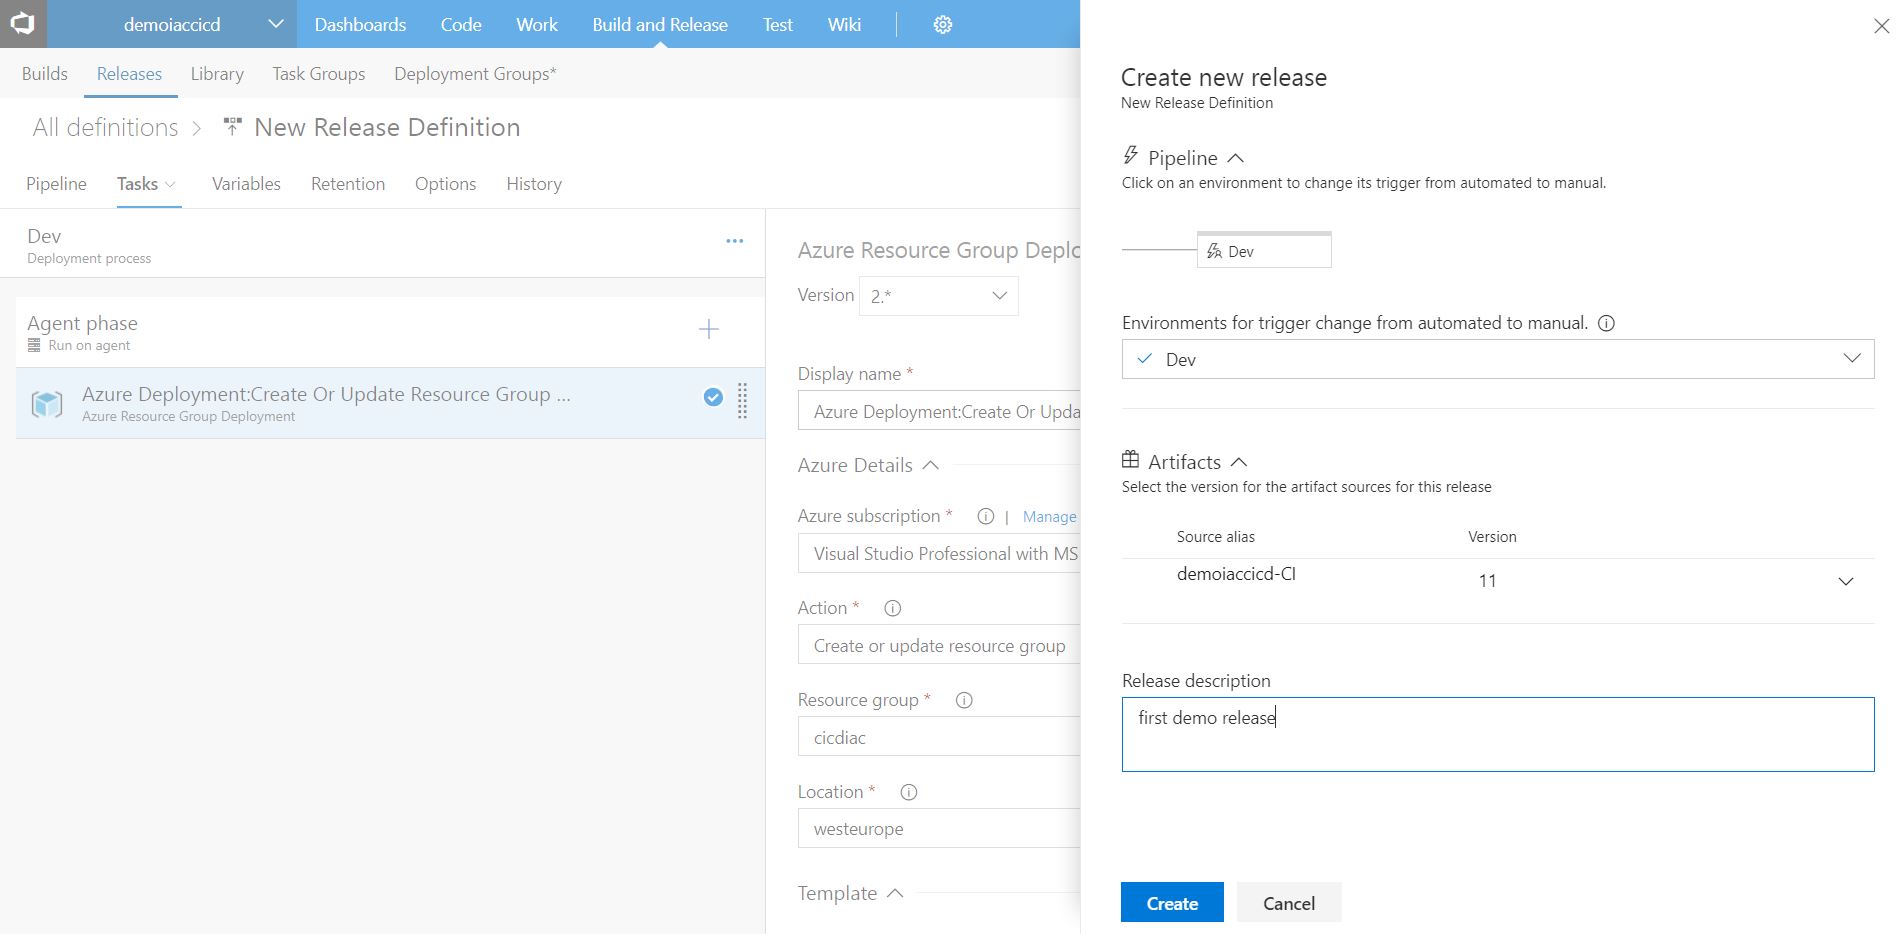 demoiaccicd
Dashboards
Code
Work
Build and Release
Test
Wiki
Builds
Releases
Library
Task Groups
Deployment Groups*
All definitions
New Release Definition
Pipeline
Tasks
Variables
Retention
Options
History
Dev
Deployment process
Agent phase
Run on agent
Azure Deployment:Create Or Update Resource Group ...
Azure Resource Group Deployment
Azure Resource Group Deplo
Version
2.*
Display name *
Azure Deployment:Create Or Upda
Azure Details
Azure subscription *
| Manage
Visual Studio Professional with MS
Action *
Create or update resource group
Resource group *
cicdiac
Location *
westeurope
Template
Create new release
New Release Definition
Pipeline
Click on an environment to change its trigger from automated to manual.
Dev
Environments for trigger change from automated to manual.
Dev
Artifacts
Select the version for the artifact sources for this release
Source alias
Version
demoiaccicd-CI
11
Release description
first demo release
Create
Cancel